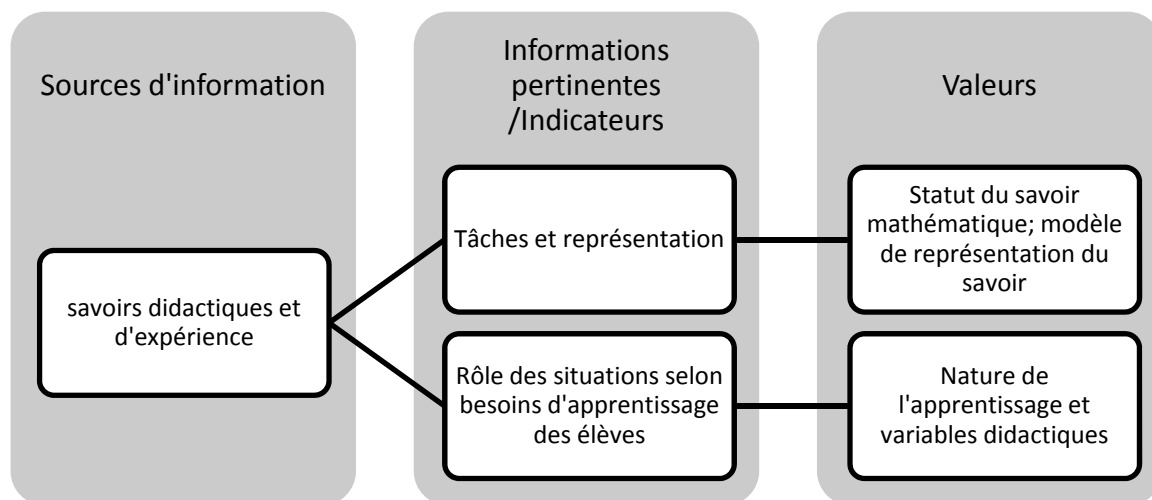 Sources d'information
Informations
pertinentes
/Indicateurs
Valeurs
savoirs didactiques et
d'expérience
Tâches et représentation
Statut du savoir
mathématique; modèle
de représentation du
savoir
Rôle des situations selon
besoins d'apprentissage
des élèves
Nature de
l'apprentissage et
variables didactiques